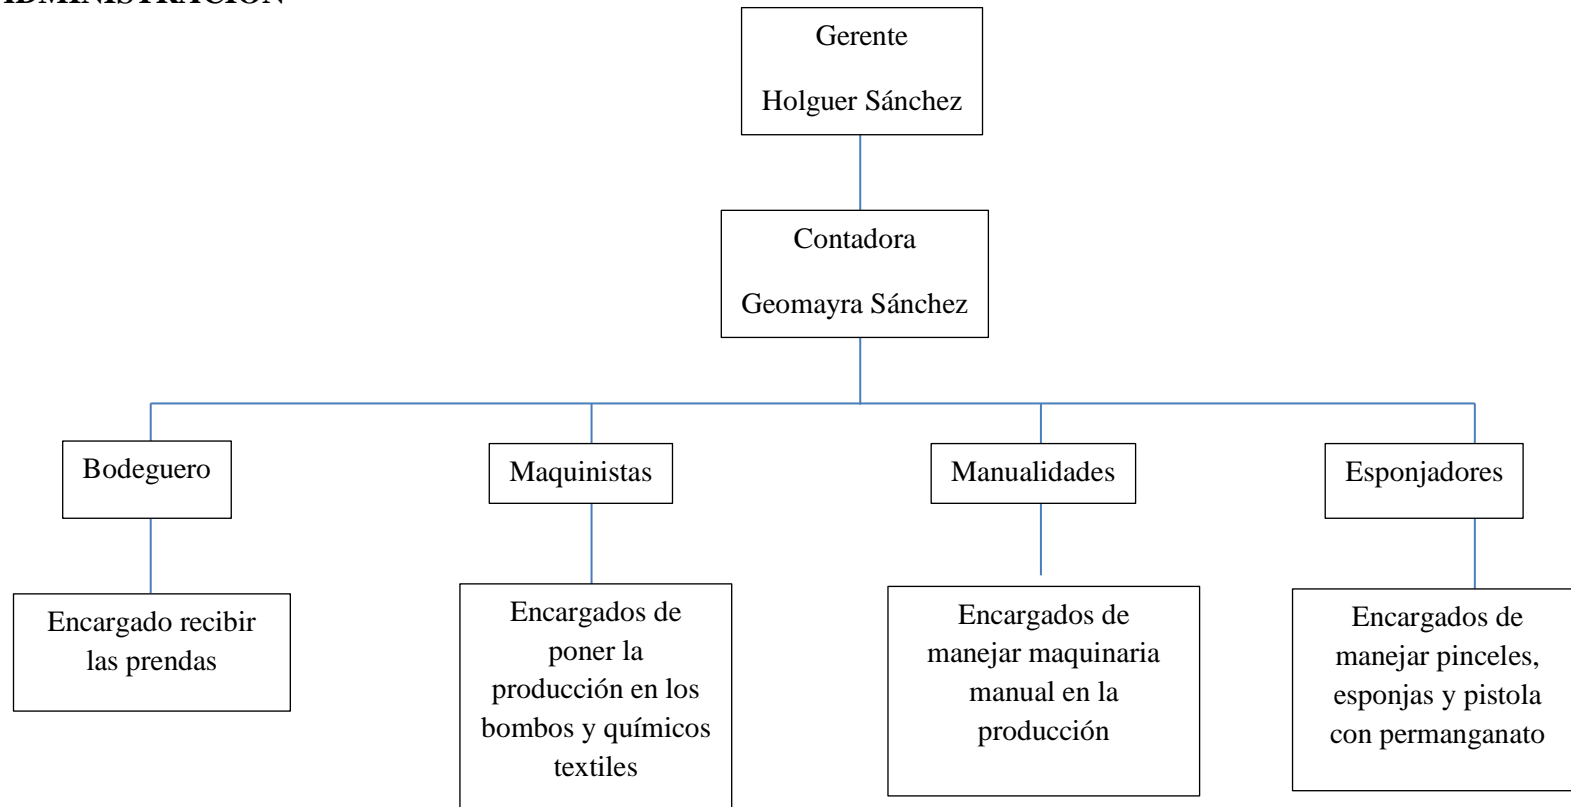 ADMINISTRACIÓN
Gerente
Holguer Sánchez
Contadora
Geomayra Sánchez
Bodeguero
Maquinistas
Manualidades
Esponjadores
Encargado recibir
las prendas
Encargados de
poner la
producción en los
bombos y químicos
textiles
Encargados de
manejar maquinaria
manual en la
producción
Encargados de
manejar pinceles,
esponjas y pistola
con permanganato